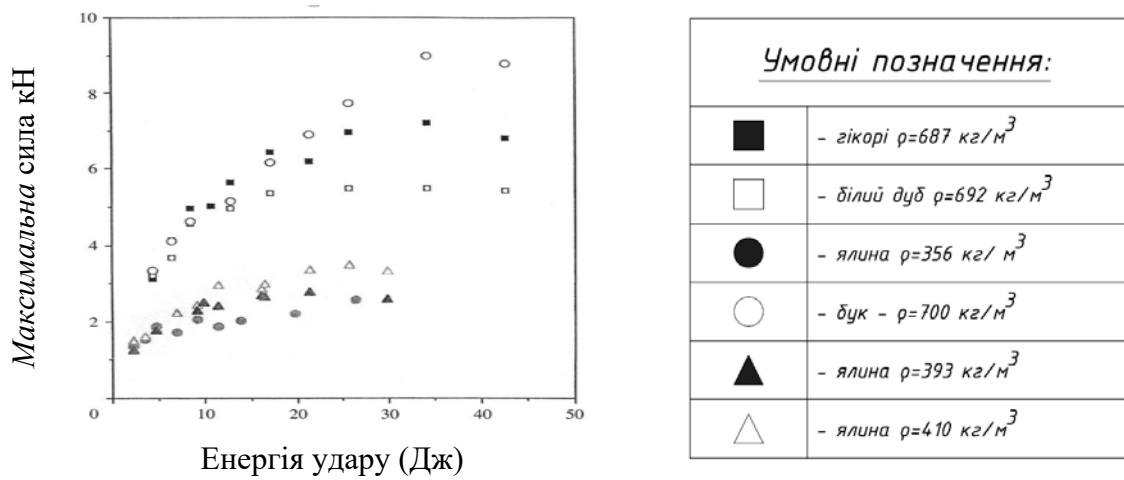 10
8
6
4
2
0
10
20
30
40
50
Максимальна сила кН
Енергія удару (Дж)
Умовні позначення:
- гікорі ρ=687 кг/м³
- білий дуб ρ=692 кг/м³
- ялина ρ=356 кг/ м³
- бук – ρ=700 кг/м³
- ялина ρ=393 кг/м³
- ялина ρ=410 кг/м³